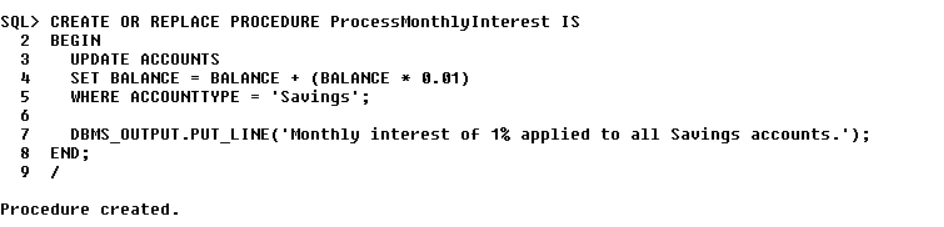 SQL> CREATE OR REPLACE PROCEDURE ProcessMonthlyInterest IS
  2  BEGIN
  3    UPDATE ACCOUNTS
  4    SET BALANCE = BALANCE + (BALANCE * 0.01)
  5    WHERE ACCOUNTTYPE = 'Savings';
  6
  7    DBMS_OUTPUT.PUT_LINE('Monthly interest of 1% applied to all Savings accounts.');
  8  END;
  9  /
Procedure created.